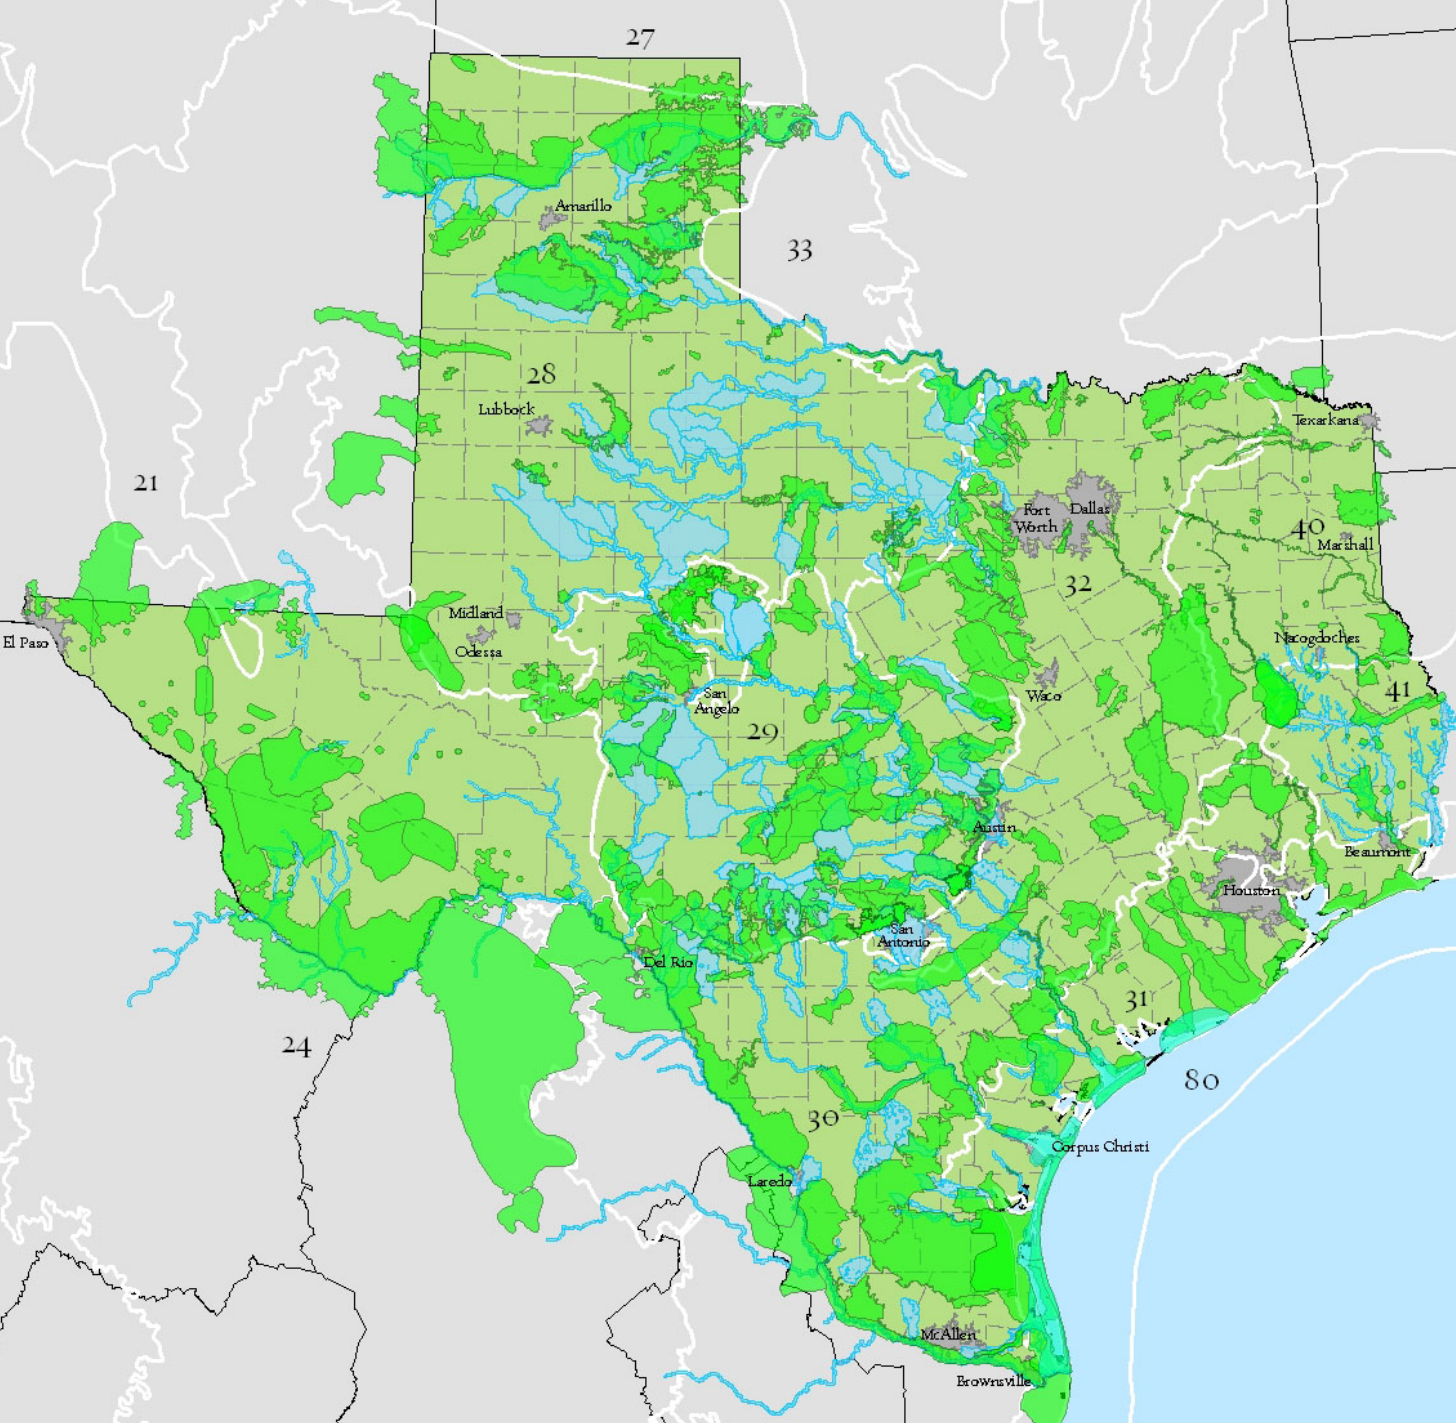 27
Amarillo
33
28
Lubbock
Texarkana
21
Fort
Worth
Dallas
40
Marshall
32
Midland
El Paso
Odessa
Nacogdoches
San
Angelo
Waco
41
29
Austin
Beaumont
Houston
San
Antonio
Del Rio
31
24
80
30
Corpus Christi
Laredo
McAllen
Brownsville